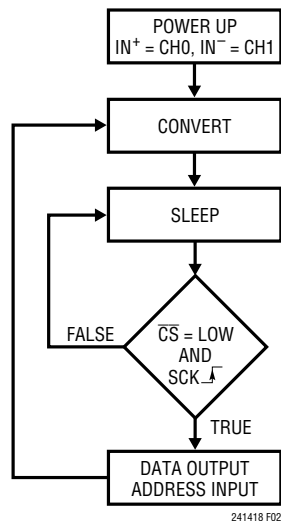 POWER UP
IN⁺ = CH0, IN⁻ = CH1
CONVERT
SLEEP
FALSE
C̅S̅ = LOW
AND
SCK
TRUE
DATA OUTPUT
ADDRESS INPUT
241418 F02